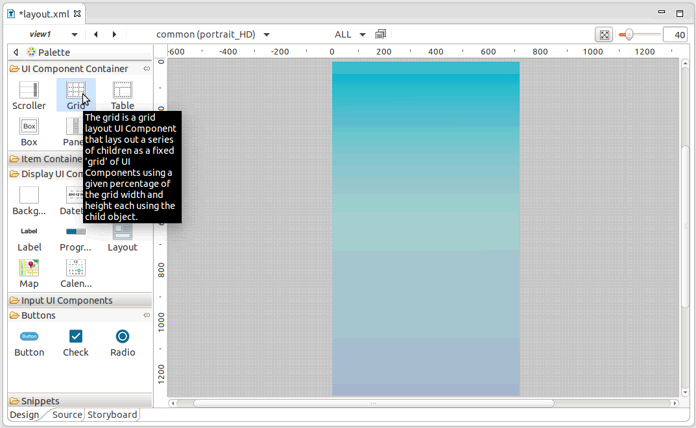 *layout.xml
view1
common (portrait_HD)
ALL
40
Palette
-600 -400 -200 0 200 400 600 800 1000 1200
UI Component Container
0
Scroller Grid Table
The grid is a grid
layout UI Component
that lays out a series
of children as a fixed
'grid' of UI
Components using a
given percentage of
the grid width and
height each using the
child object.
Box
Box Pane
Item Containe
Display UI Com
Backg... Date
Label
Label Progr... Layout
Map Calen...
800
Input UI Components
Buttons
1000
Button
Button Check Radio
1200
Snippets
Design Source Storyboard